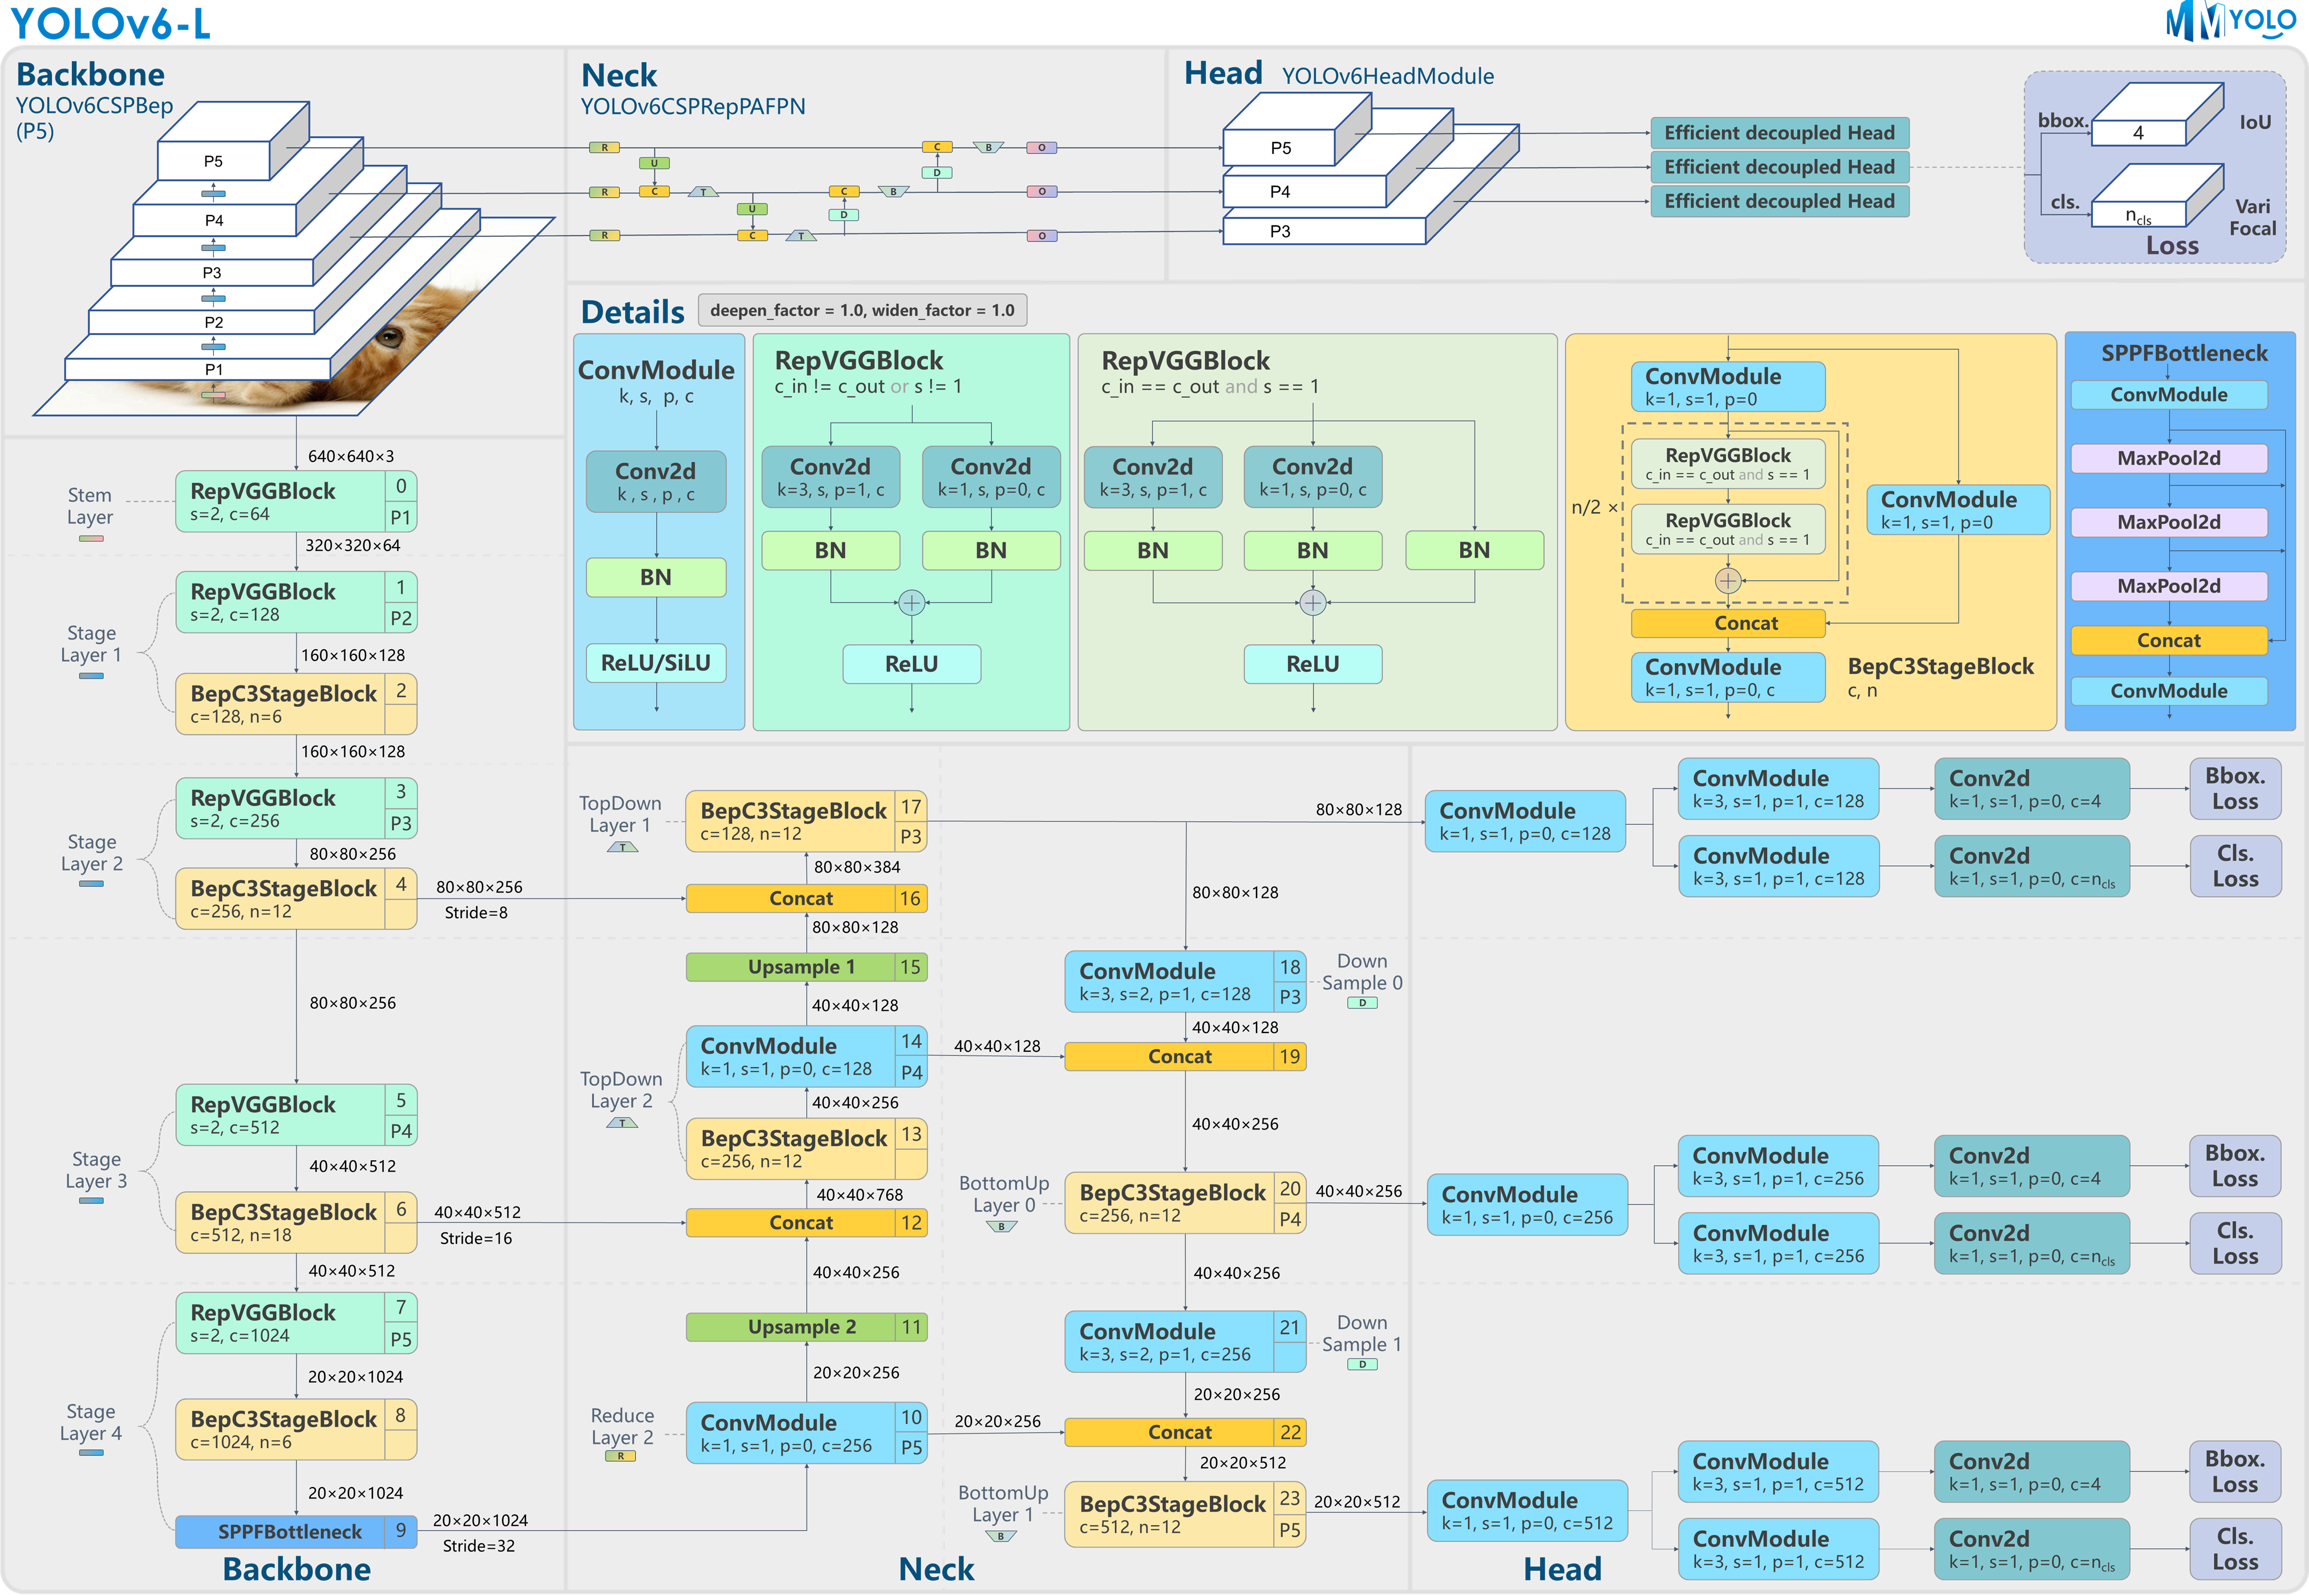 YOLOv6-L
MMYOLO
Backbone
YOLOv6CSPBep
(P5)
P5
P4
P3
P2
P1
Neck
YOLOv6CSPRepPAFPN
R
U
C
B
O
D
R
C
T
C
B
O
U
D
R
C
T
O
Head YOLOv6HeadModule
P5
P4
P3
Efficient decoupled Head
Efficient decoupled Head
Efficient decoupled Head
bbox.
4
IoU
cls.
ncls
Vari
Focal
Loss
Details
deepen_factor = 1.0, widen_factor = 1.0
ConvModule
k, s, p, c
Conv2d
k , s , p , c
BN
ReLU/SiLU
RepVGGBlock
c_in != c_out or s != 1
Conv2d
k=3, s, p=1, c
Conv2d
k=1, s, p=0, c
BN
BN
ReLU
RepVGGBlock
c_in == c_out and s == 1
Conv2d
k=3, s, p=1, c
Conv2d
k=1, s, p=0, c
BN
BN
BN
ReLU
ConvModule
k=1, s=1, p=0
n/2 ×
RepVGGBlock
c_in == c_out and s == 1
RepVGGBlock
c_in == c_out and s == 1
ConvModule
k=1, s=1, p=0
Concat
ConvModule
k=1, s=1, p=0, c
BepC3StageBlock
c, n
SPPFBottleneck
ConvModule
MaxPool2d
MaxPool2d
MaxPool2d
Concat
ConvModule
640×640×3
Stem
Layer
RepVGGBlock 0
s=2, c=64 P1
320×320×64
Stage
Layer 1
RepVGGBlock 1
s=2, c=128 P2
160×160×128
BepC3StageBlock 2
c=128, n=6
160×160×128
Stage
Layer 2
RepVGGBlock 3
s=2, c=256 P3
80×80×256
BepC3StageBlock 4
c=256, n=12
80×80×256
Stride=8
80×80×256
Stage
Layer 3
RepVGGBlock 5
s=2, c=512 P4
40×40×512
BepC3StageBlock 6
c=512, n=18
40×40×512
Stride=16
40×40×512
Stage
Layer 4
RepVGGBlock 7
s=2, c=1024 P5
20×20×1024
BepC3StageBlock 8
c=1024, n=6
20×20×1024
SPPFBottleneck 9
20×20×1024
Stride=32
Backbone
TopDown
Layer 1
T
BepC3StageBlock 17
c=128, n=12 P3
80×80×384
Concat 16
80×80×128
Upsample 1 15
40×40×128
TopDown
Layer 2
T
ConvModule 14
k=1, s=1, p=0, c=128 P4
40×40×256
BepC3StageBlock 13
c=256, n=12
40×40×768
Concat 12
40×40×256
Upsample 2 11
20×20×256
Reduce
Layer 2
R
ConvModule 10
k=1, s=1, p=0, c=256 P5
80×80×128
80×80×128
ConvModule 18
k=3, s=2, p=1, c=128 P3
Down
Sample 0
D
40×40×128
40×40×128
Concat 19
40×40×256
BottomUp
Layer 0
B
BepC3StageBlock 20
c=256, n=12 P4
40×40×256
40×40×256
ConvModule 21
k=3, s=2, p=1, c=256
Down
Sample 1
D
20×20×256
20×20×256
Concat 22
20×20×512
BottomUp
Layer 1
B
BepC3StageBlock 23
c=512, n=12 P5
20×20×512
Neck
ConvModule
k=1, s=1, p=0, c=128
ConvModule
k=3, s=1, p=1, c=128
Conv2d
k=1, s=1, p=0, c=4
Bbox.
Loss
ConvModule
k=3, s=1, p=1, c=128
Conv2d
k=1, s=1, p=0, c=ncls
Cls.
Loss
ConvModule
k=1, s=1, p=0, c=256
ConvModule
k=3, s=1, p=1, c=256
Conv2d
k=1, s=1, p=0, c=4
Bbox.
Loss
ConvModule
k=3, s=1, p=1, c=256
Conv2d
k=1, s=1, p=0, c=ncls
Cls.
Loss
ConvModule
k=1, s=1, p=0, c=512
ConvModule
k=3, s=1, p=1, c=512
Conv2d
k=1, s=1, p=0, c=4
Bbox.
Loss
ConvModule
k=3, s=1, p=1, c=512
Conv2d
k=1, s=1, p=0, c=ncls
Cls.
Loss
Head